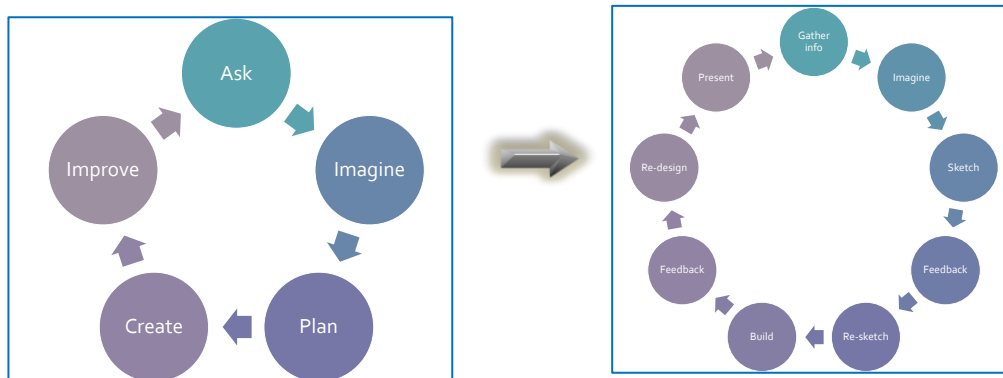 Ask
Imagine
Plan
Create
Improve
Gather
info
Imagine
Sketch
Feedback
Re-sketch
Build
Feedback
Re-design
Present